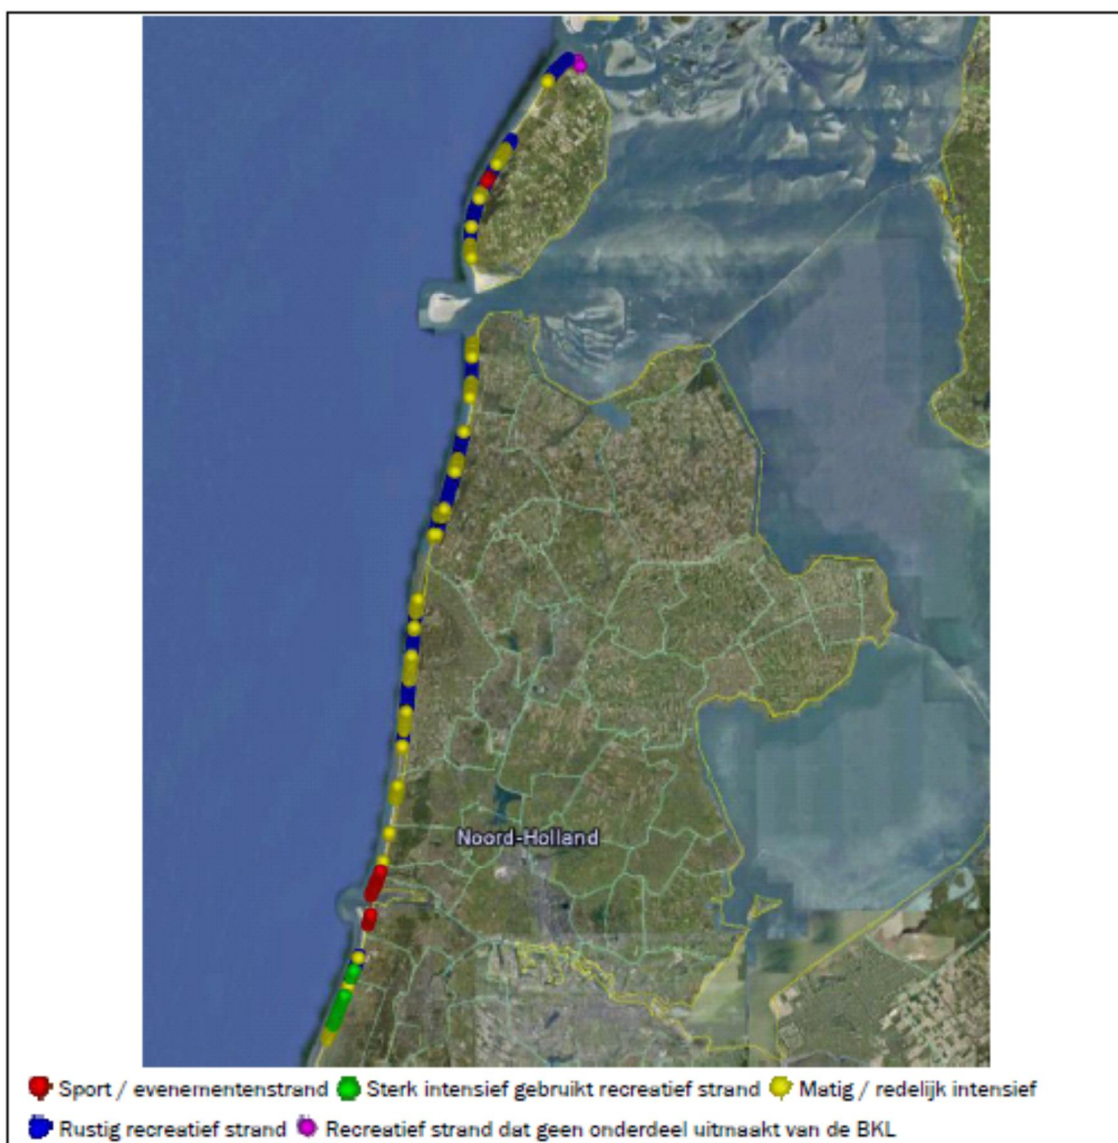 Noord-Holland
Sport / evenementenstrand Sterk intensief gebruikt recreatief strand Matig / redelijk intensief
Rustig recreatief strand Recreatief strand dat geen onderdeel uitmaakt van de BKL